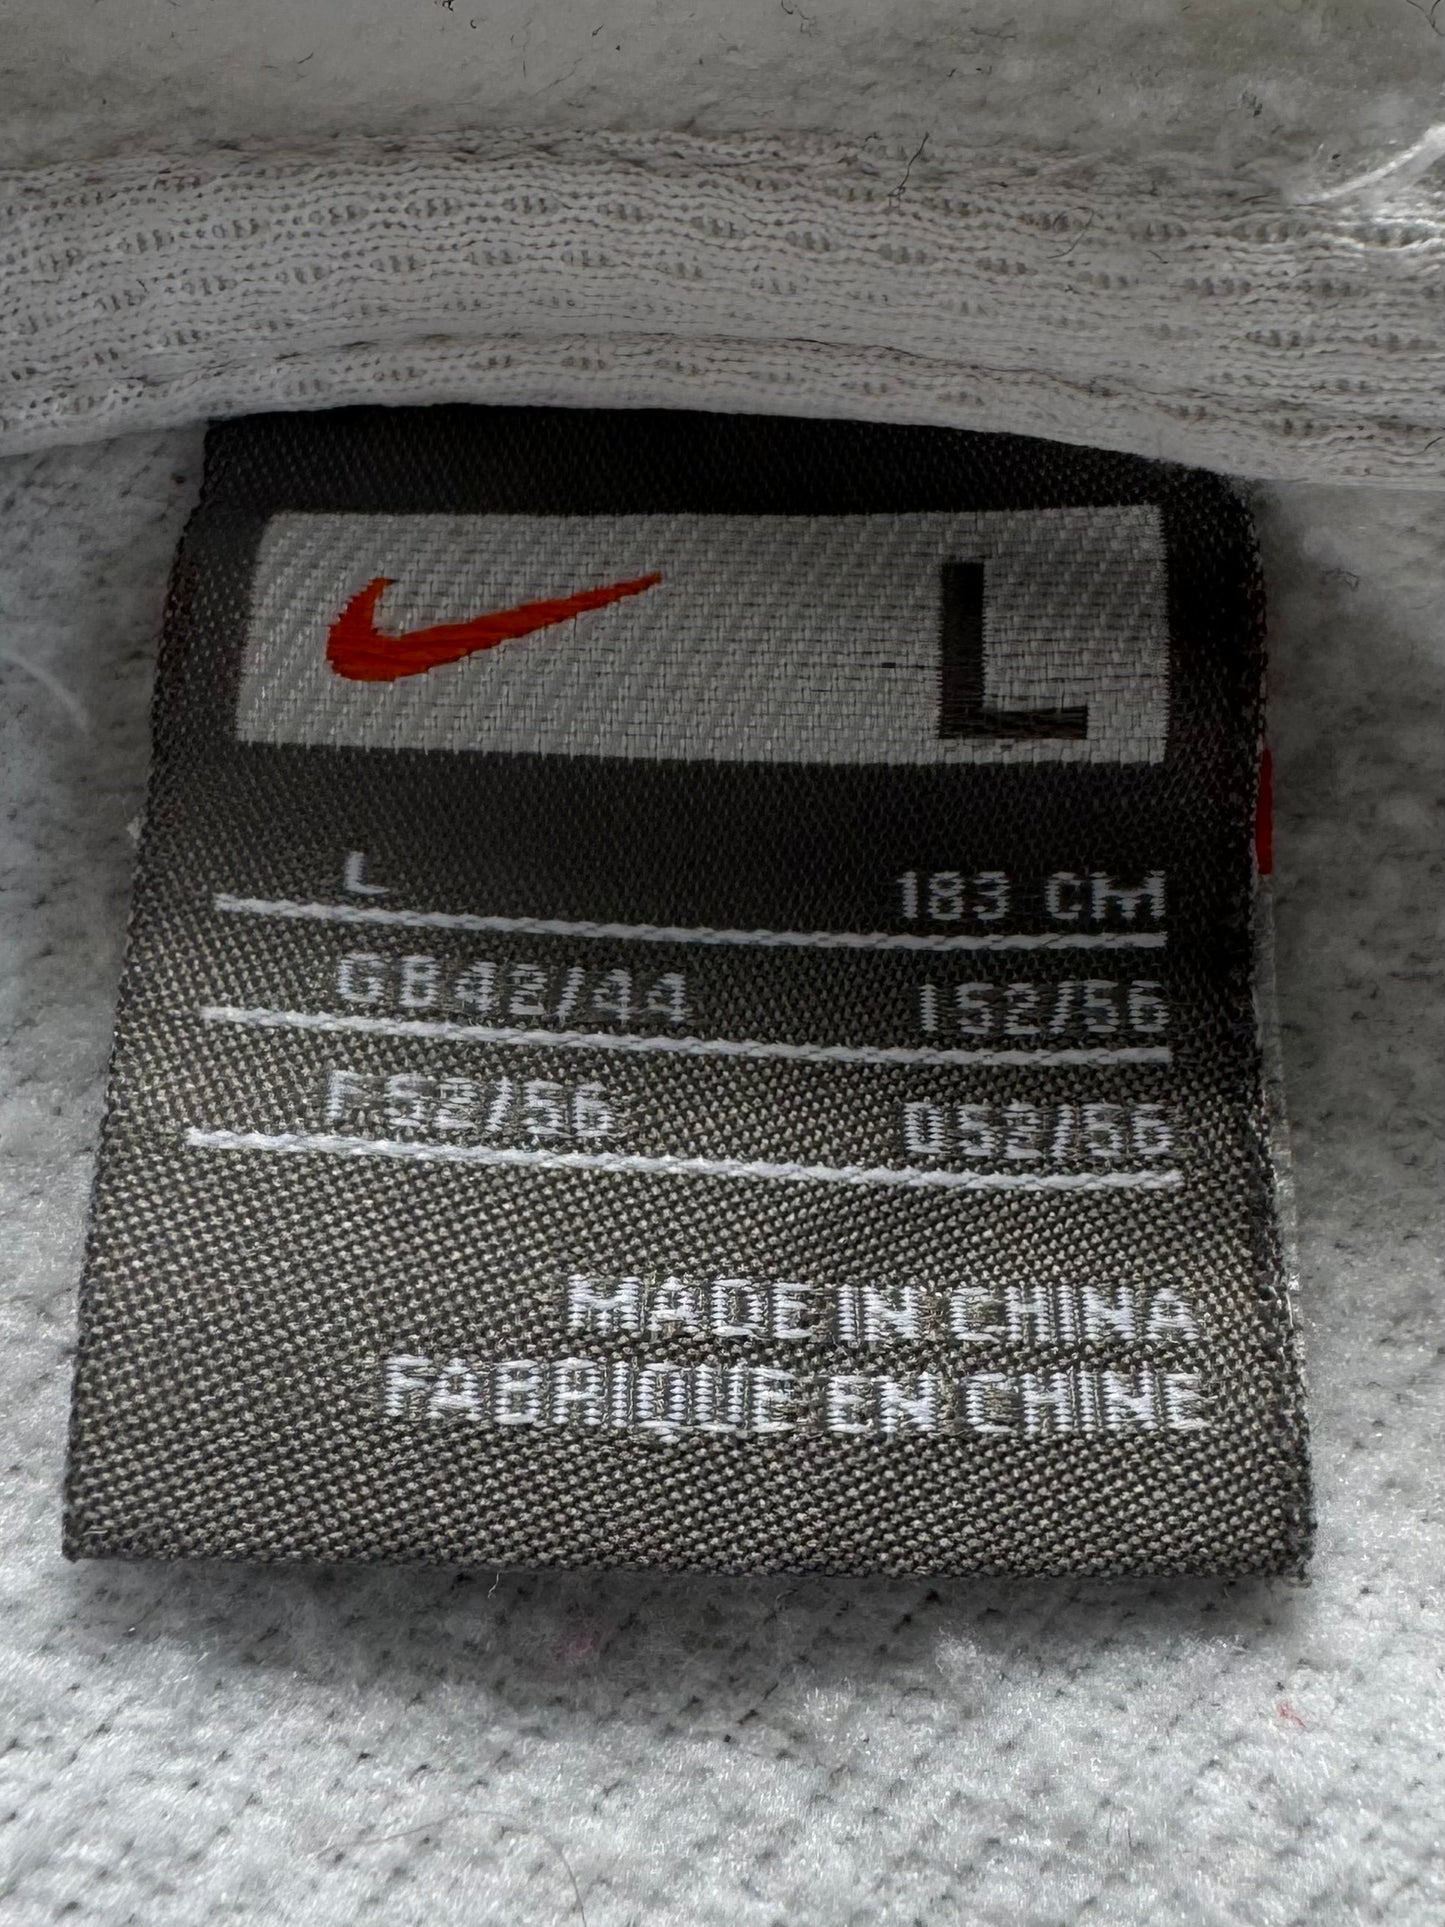 L
L 183 CM
GB42/44 I52/56
F52/56 D52/56
MADE IN CHINA
FABRIQUE EN CHINE